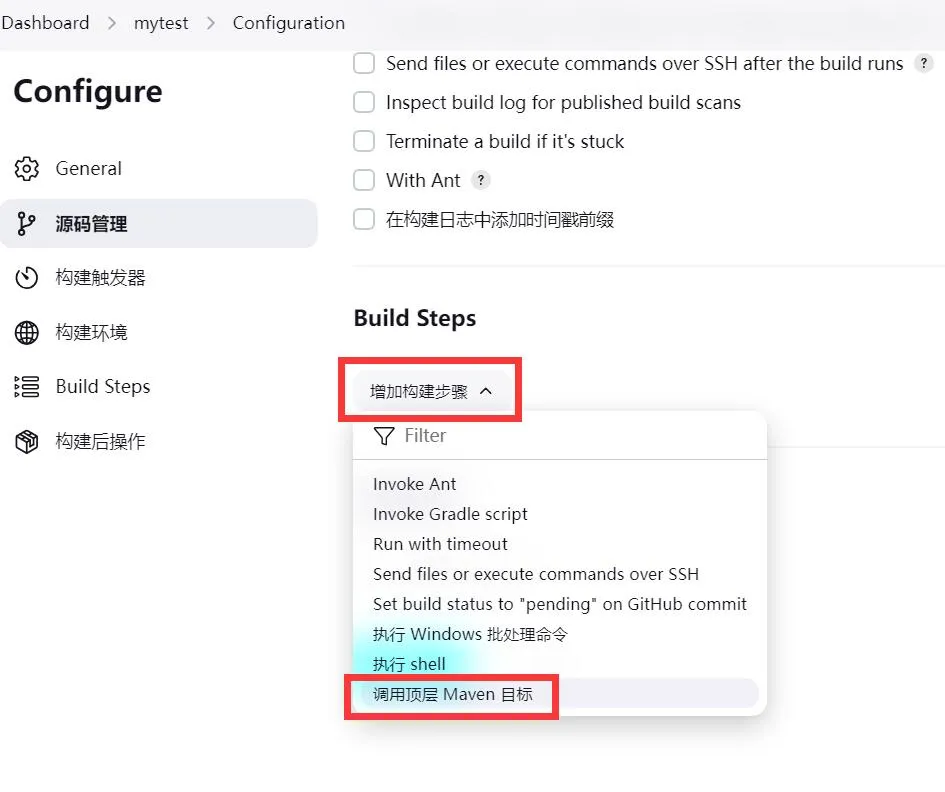 Dashboard > mytest > Configuration
Configure
General
源码管理
构建触发器
构建环境
Build Steps
构建后操作
Send files or execute commands over SSH after the build runs ?
Inspect build log for published build scans
Terminate a build if it's stuck
With Ant ?
在构建日志中添加时间戳前缀
Build Steps
增加构建步骤
Filter
Invoke Ant
Invoke Gradle script
Run with timeout
Send files or execute commands over SSH
Set build status to "pending" on GitHub commit
执行 Windows 批处理命令
执行 shell
调用顶层 Maven 目标